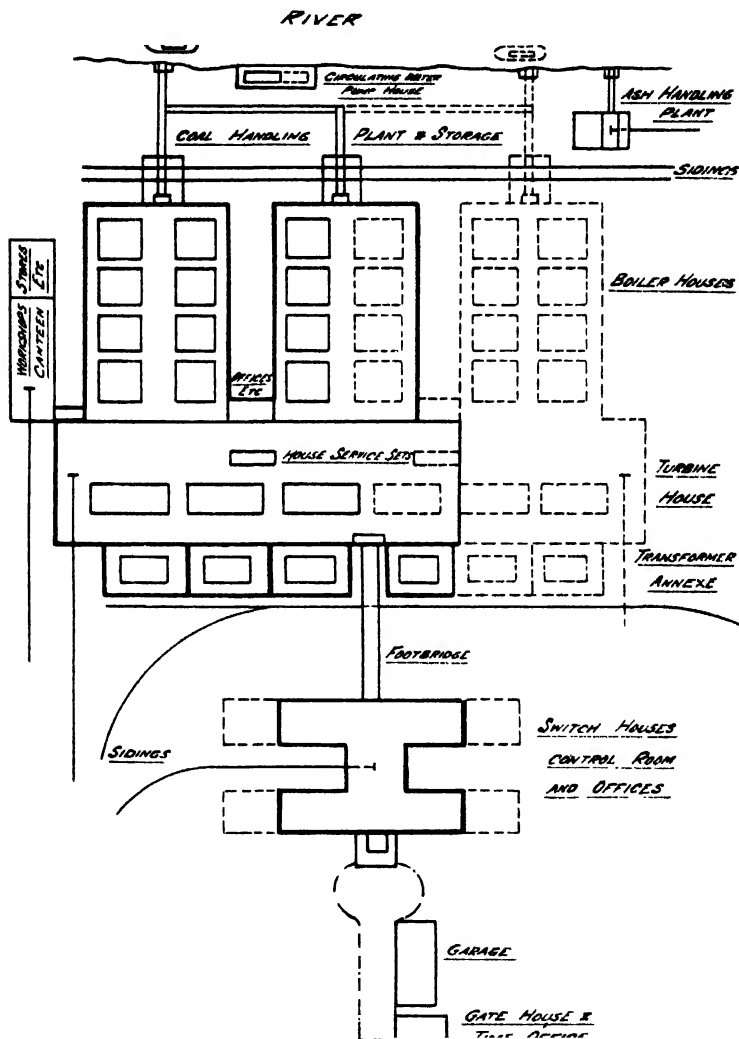 RIVER
CIRCULATING WATER
PUMP HOUSE
ASH HANDLING
PLANT
COAL HANDLING
PLANT & STORAGE
SIDINGS
BOILER HOUSES
WORKSHOPS STORES
CANTEEN ETC
OFFICES
ETC
HOUSE SERVICE SETS
TURBINE
HOUSE
TRANSFORMER
ANNEXE
FOOTBRIDGE
SWITCH HOUSES
CONTROL ROOM
AND OFFICES
SIDINGS
GARAGE
GATE HOUSE &
TIME OFFICE